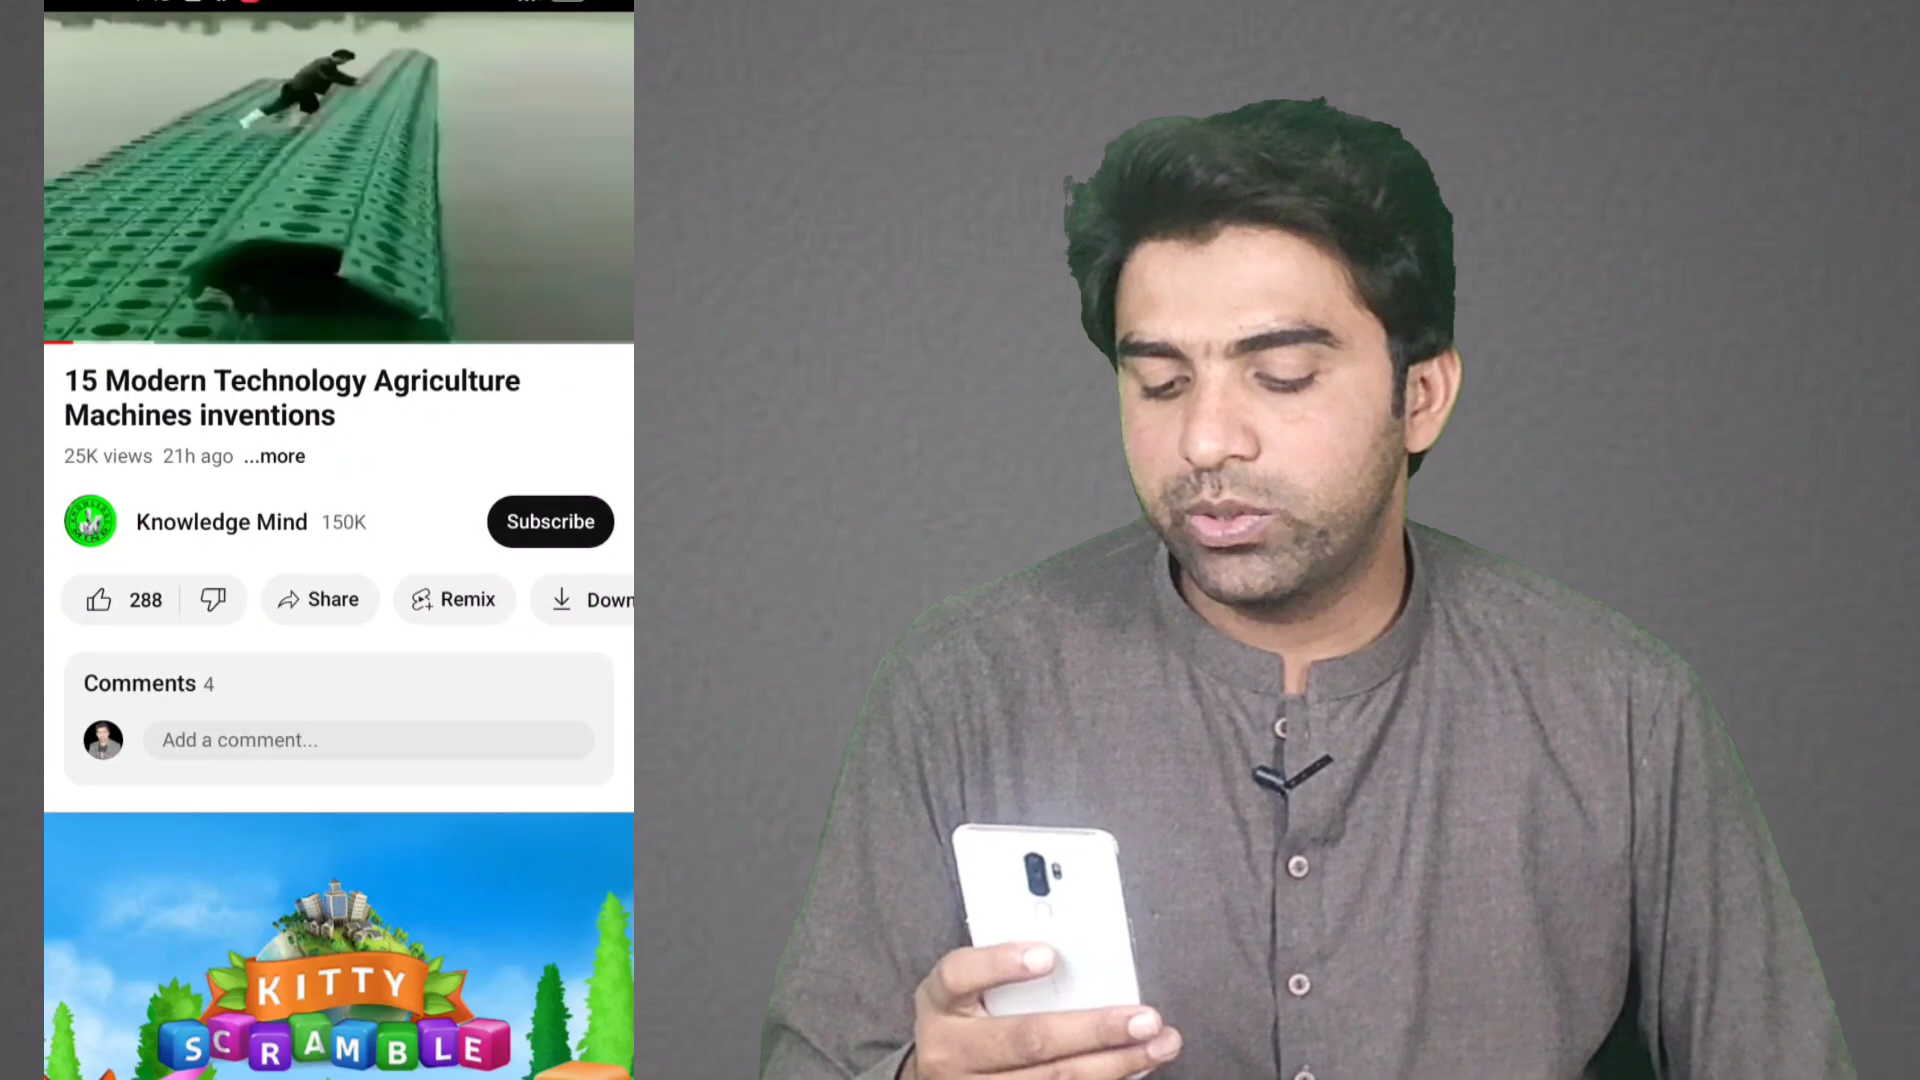 15 Modern Technology Agriculture
Machines inventions
25K views 21h ago ...more
Knowledge Mind 150K Subscribe
288 Share Remix Down
Comments 4
Add a comment...
KITTY
SCRAMBLE